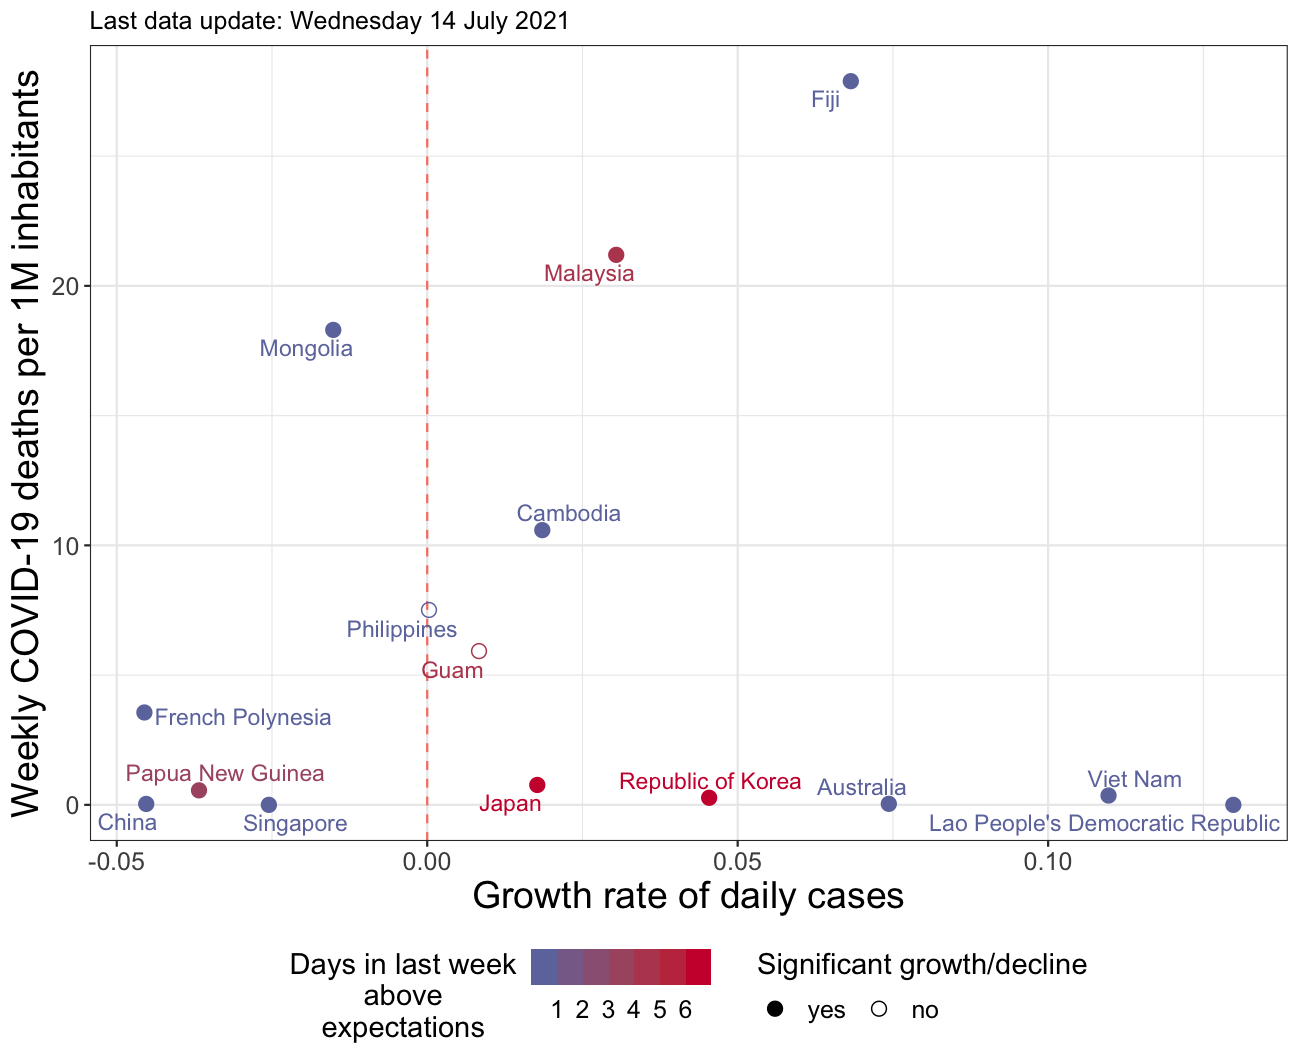 Last data update: Wednesday 14 July 2021
Weekly COVID-19 deaths per 1M inhabitants
Fiji
20
Malaysia
Mongolia
Cambodia
10
Philippines
Guam
French Polynesia
Papua New Guinea
Republic of Korea
Viet Nam
Australia
Japan
0
China
Singapore
Lao People's Democratic Republic
-0.05
0.00
0.05
0.10
Growth rate of daily cases
Days in last week
above
expectations
1 2 3 4 5 6
Significant growth/decline
yes
no